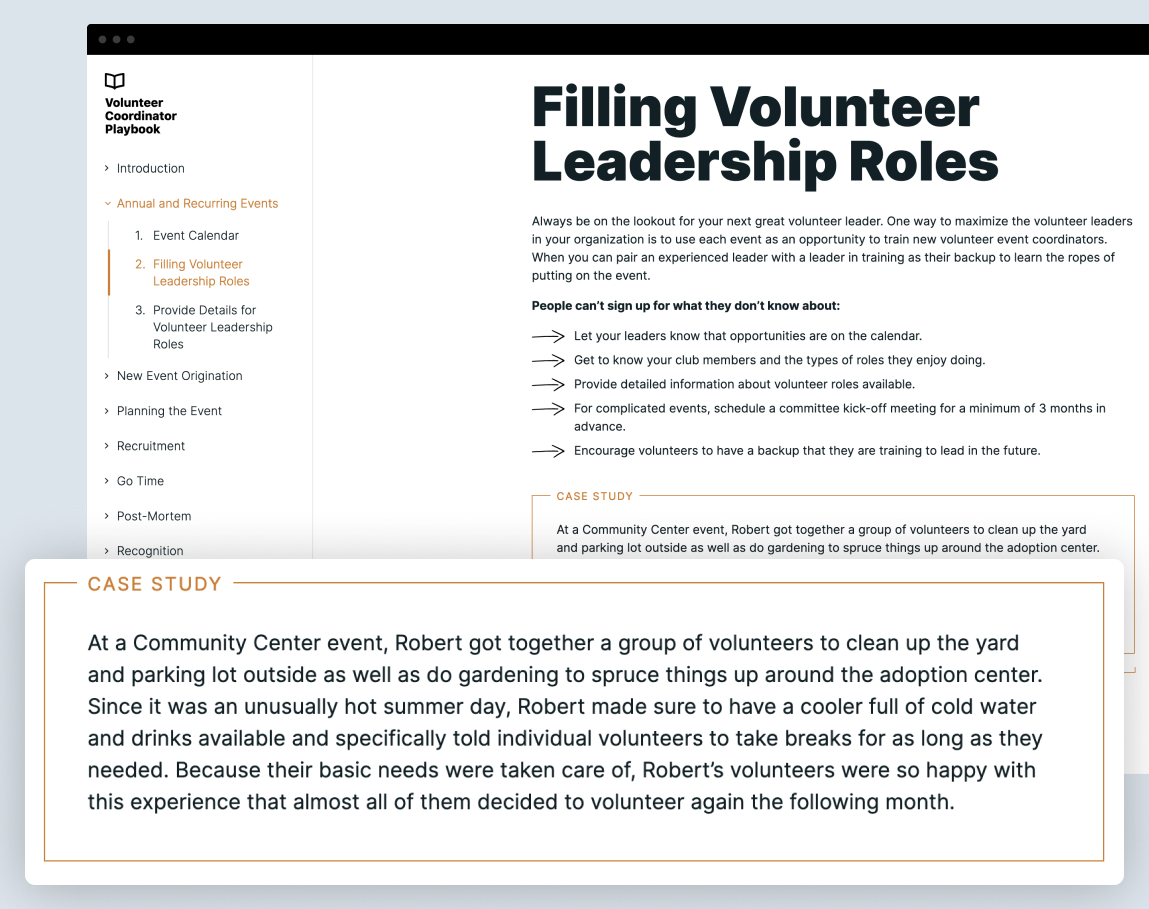 Volunteer
Coordinator
Playbook
Introduction
Annual and Recurring Events
1. Event Calendar
2. Filling Volunteer
Leadership Roles
3. Provide Details for
Volunteer Leadership
Roles
New Event Origination
Planning the Event
Recruitment
Go Time
Post-Mortem
Recognition
Filling Volunteer
Leadership Roles
Always be on the lookout for your next great volunteer leader. One way to maximize the volunteer leaders
in your organization is to use each event as an opportunity to train new volunteer event coordinators.
When you can pair an experienced leader with a leader in training as their backup to learn the ropes of
putting on the event.
People can’t sign up for what they don’t know about:
Let your leaders know that opportunities are on the calendar.
Get to know your club members and the types of roles they enjoy doing.
Provide detailed information about volunteer roles available.
For complicated events, schedule a committee kick-off meeting for a minimum of 3 months in
advance.
Encourage volunteers to have a backup that they are training to lead in the future.
CASE STUDY
At a Community Center event, Robert got together a group of volunteers to clean up the yard
and parking lot outside as well as do gardening to spruce things up around the adoption center.
CASE STUDY
At a Community Center event, Robert got together a group of volunteers to clean up the yard
and parking lot outside as well as do gardening to spruce things up around the adoption center.
Since it was an unusually hot summer day, Robert made sure to have a cooler full of cold water
and drinks available and specifically told individual volunteers to take breaks for as long as they
needed. Because their basic needs were taken care of, Robert’s volunteers were so happy with
this experience that almost all of them decided to volunteer again the following month.